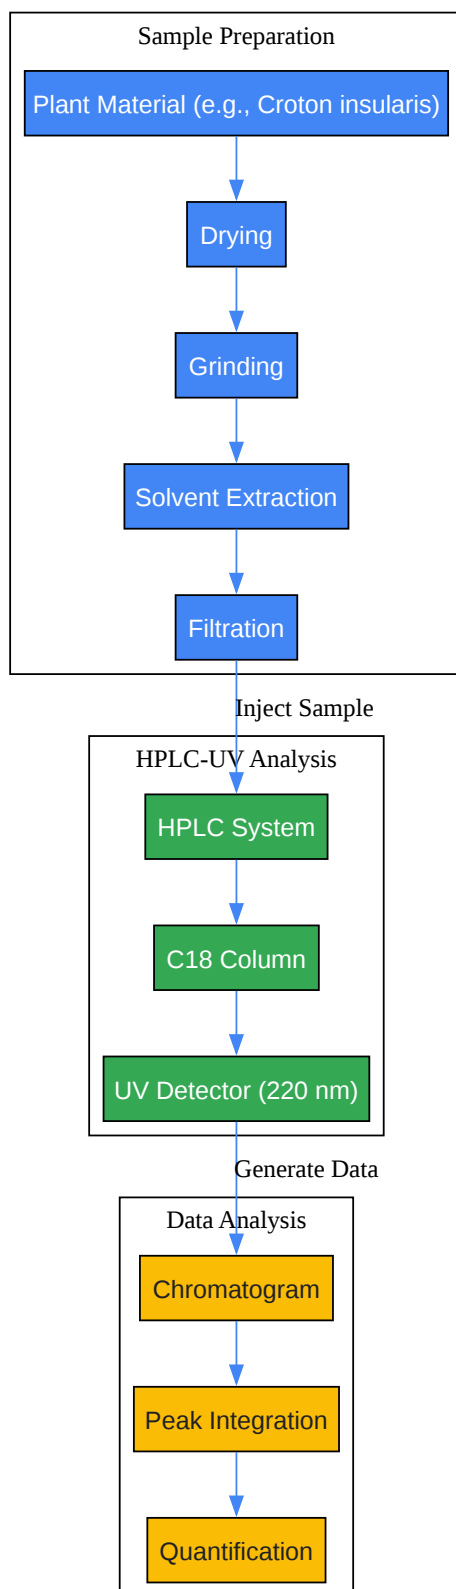 Sample Preparation
Plant Material (e.g., Croton insularis)
Drying
Grinding
Solvent Extraction
Filtration
Inject Sample
HPLC-UV Analysis
HPLC System
C18 Column
UV Detector (220 nm)
Generate Data
Data Analysis
Chromatogram
Peak Integration
Quantification